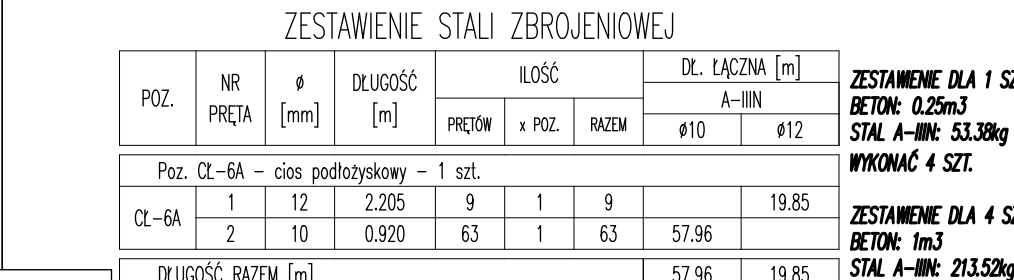 ZESTAWIENIE STALI ZBROJENIOWEJ
POZ. NR PRĘTA ø [mm] DŁUGOŚĆ [m] ILOŚĆ DŁ. ŁĄCZNA [m]
A-IIIN
PRĘTÓW x POZ. RAZEM ø10 ø12
Poz. CŁ-6A - cios podłożyskowy - 1 szt.
CŁ-6A 1 12 2.205 9 1 9 19.85
2 10 0.920 63 1 63 57.96
DŁUGOŚĆ RAZEM [m] 57.96 19.85
ZESTAWIENIE DLA 1
BETON: 0.25m3
STAL A-IIIN: 53.38kg
WYKONAĆ 4 SZT.
ZESTAWIENIE DLA 4
BETON: 1m3
STAL A-IIIN: 213.52kg